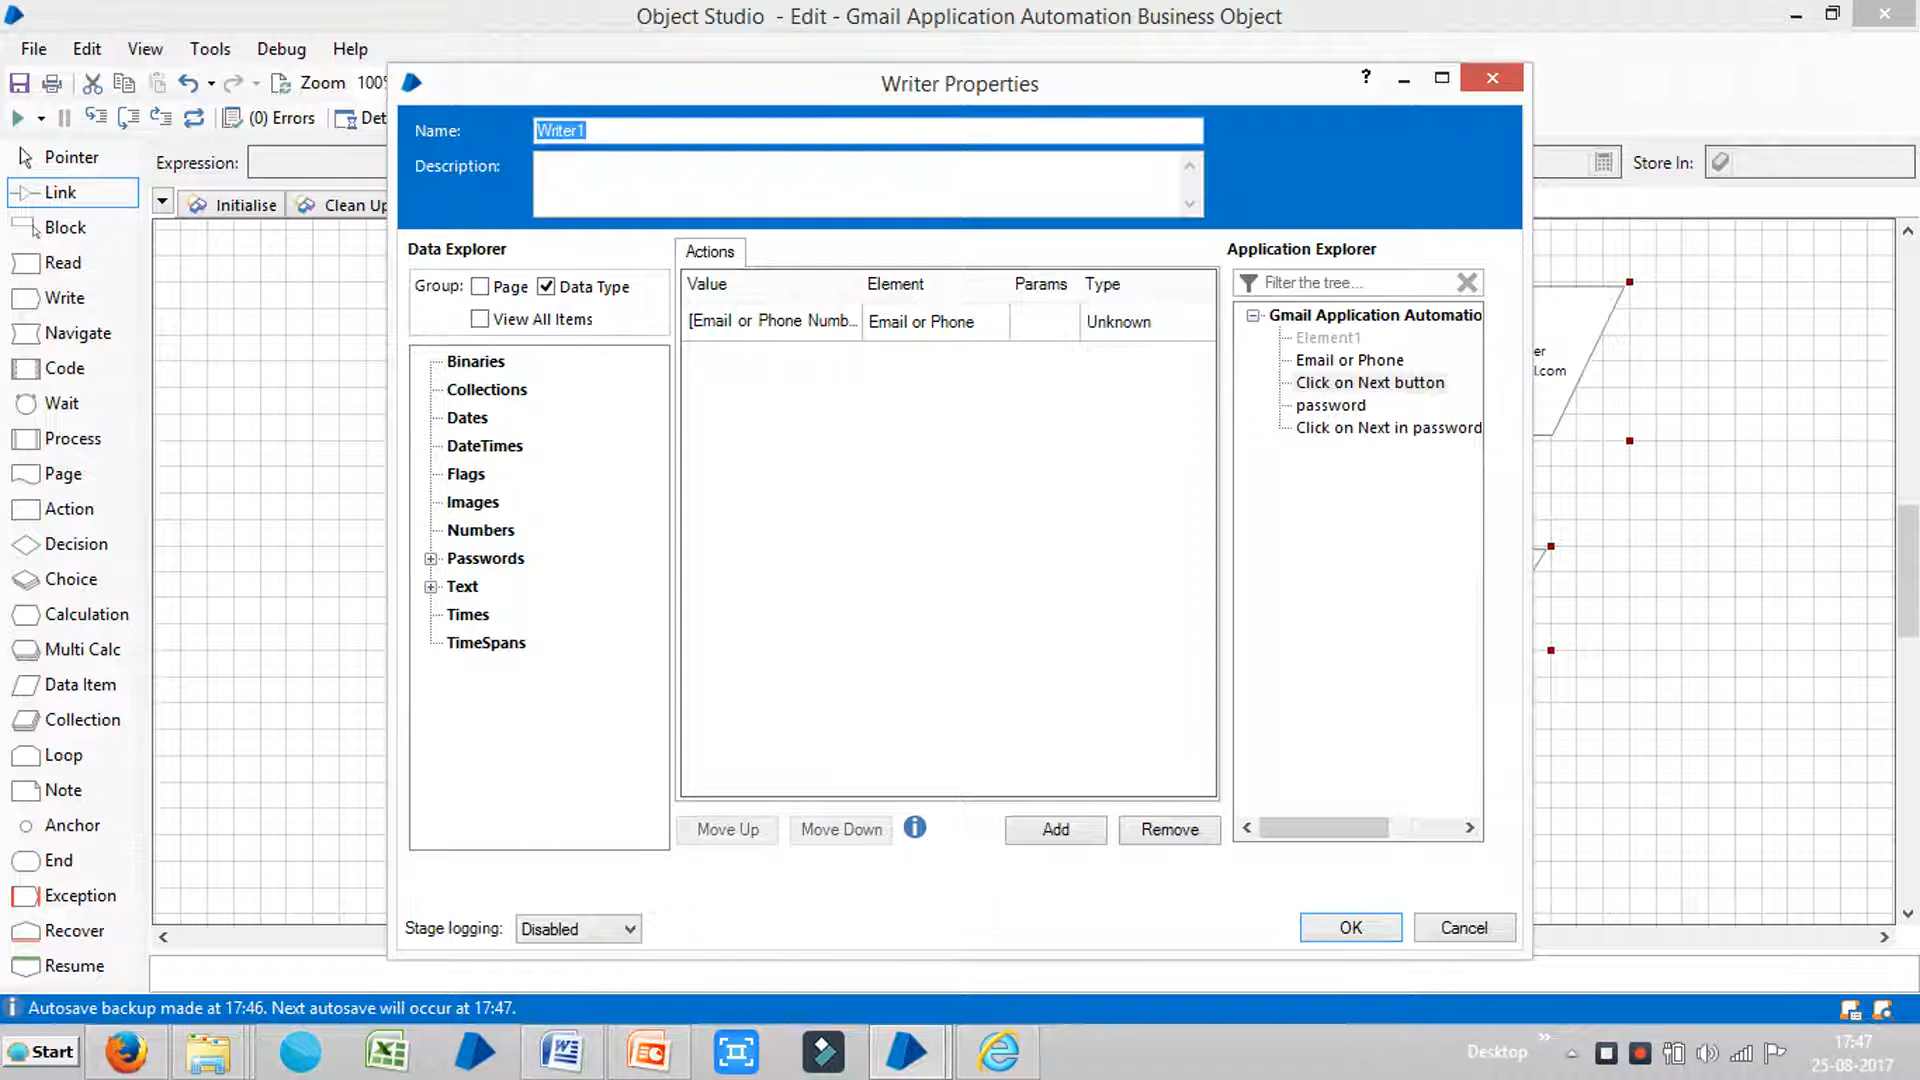 Object Studio - Edit - Gmail Application Automation Business Object
File Edit View Tools Debug Help
Zoom 100%
(0) Errors
Writer Properties
?
Name: Writer1
Description:
Pointer
Link
Block
Read
Write
Navigate
Code
Wait
Process
Page
Action
Decision
Choice
Calculation
Multi Calc
Data Item
Collection
Loop
Note
Anchor
End
Exception
Recover
Resume
Expression:
Store In:
Initialise
Clean Up
Data Explorer
Group: Page Data Type
View All Items
Binaries
Collections
Dates
DateTimes
Flags
Images
Numbers
Passwords
Text
Times
TimeSpans
Actions
Value Element Params Type
[Email or Phone Numb... Email or Phone Unknown
Move Up Move Down Add Remove
Application Explorer
Filter the tree...
Gmail Application Automatio
Element1
Email or Phone
Click on Next button
password
Click on Next in password
er
l.com
Stage logging: Disabled
OK Cancel
Autosave backup made at 17:46. Next autosave will occur at 17:47.
Start
Desktop
17:47
25-08-2017